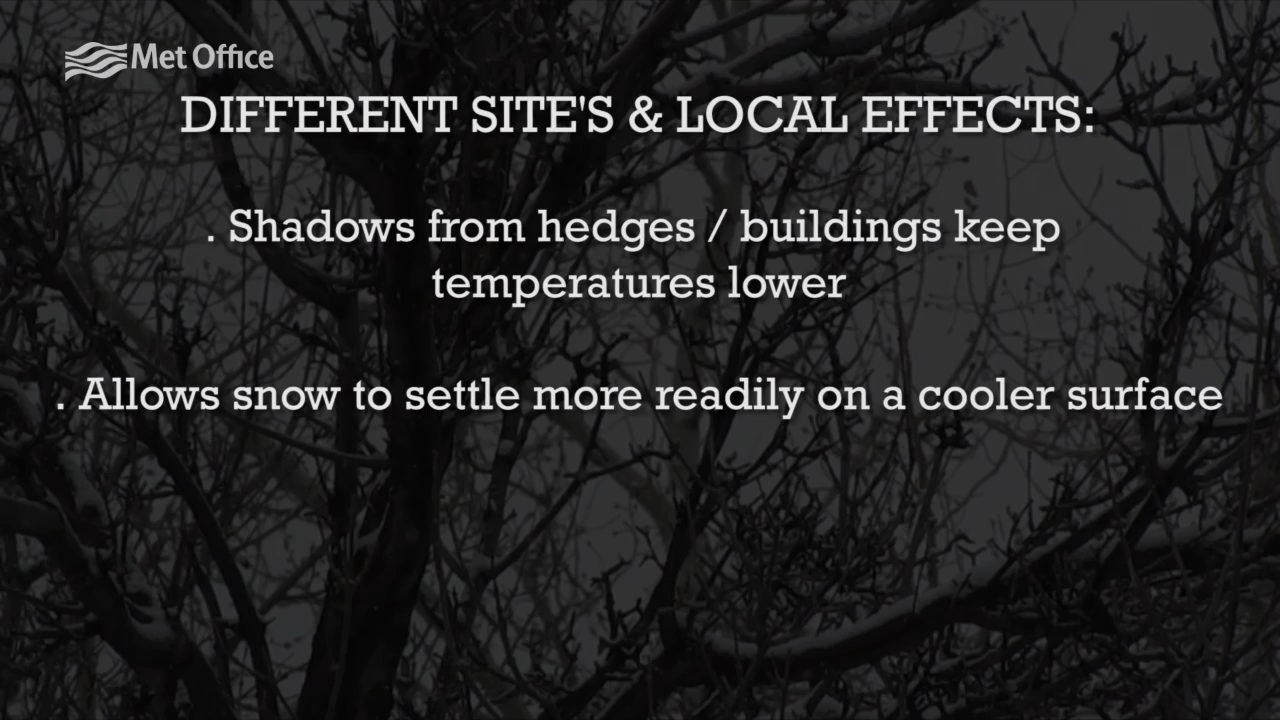 Met Office
DIFFERENT SITE'S & LOCAL EFFECTS:
. Shadows from hedges / buildings keep
temperatures lower
. Allows snow to settle more readily on a cooler surface